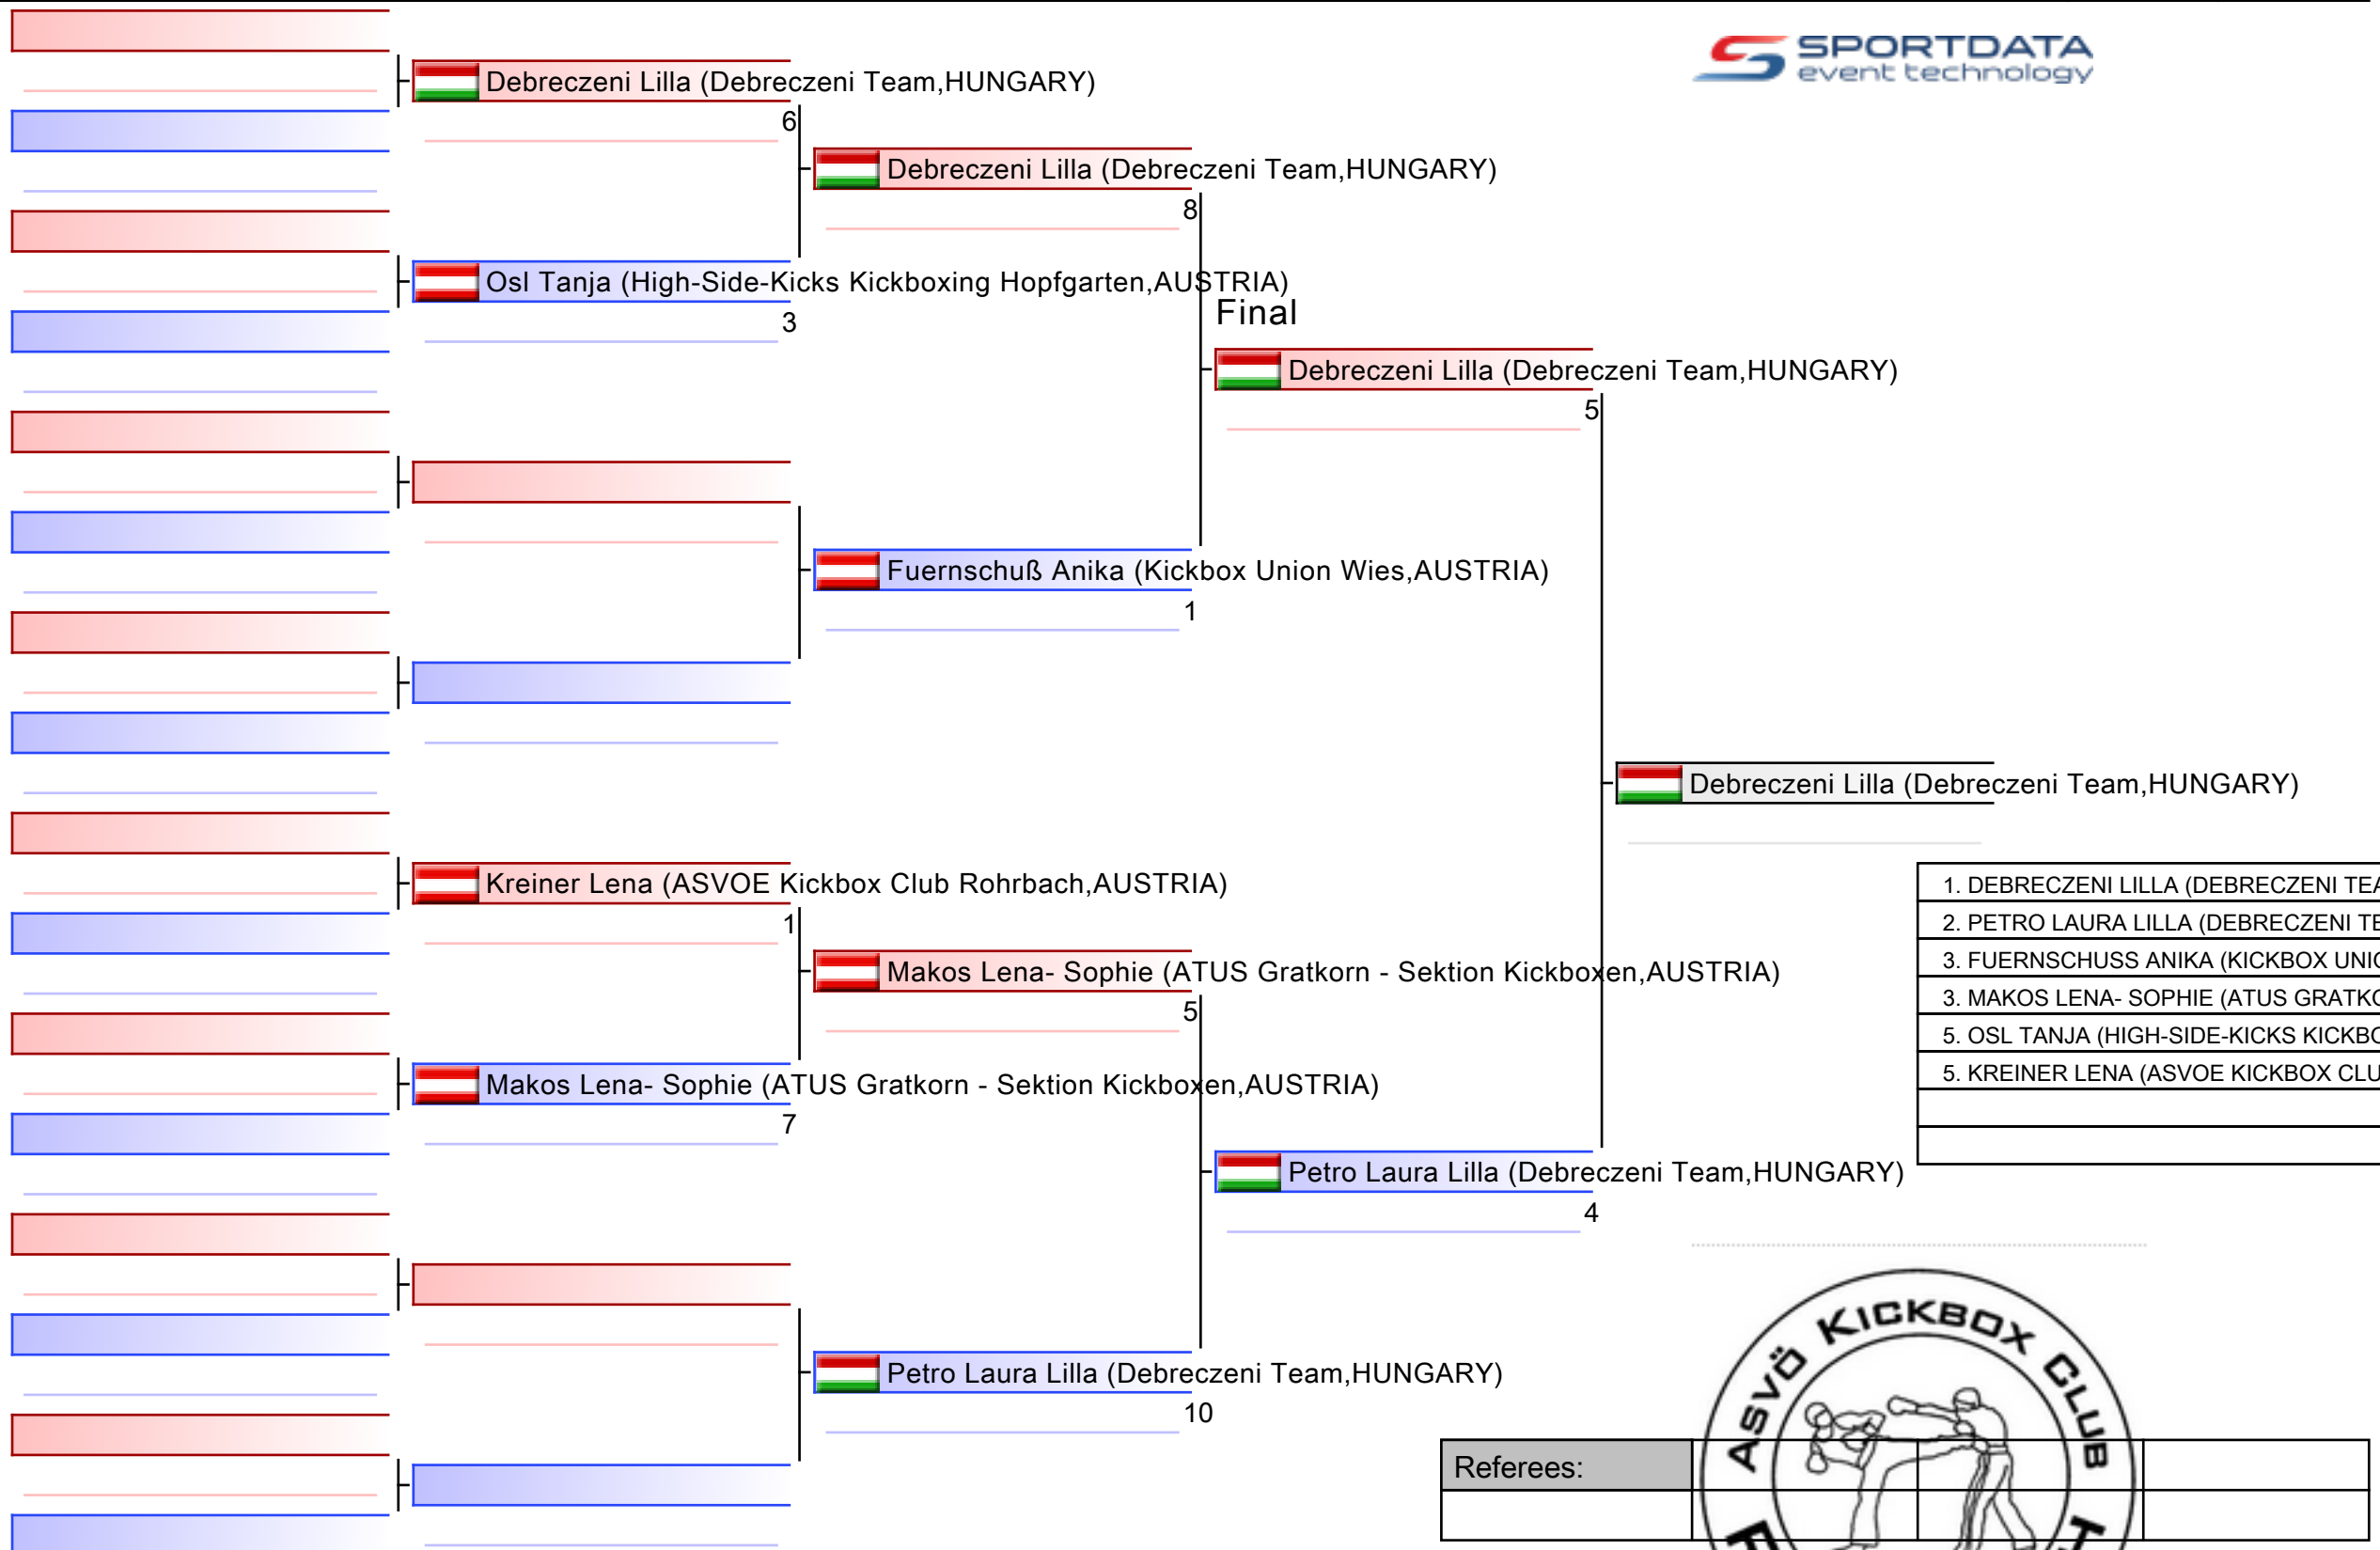 SPORTDATA
event technology
Debreczeni Lilla (Debreczeni Team,HUNGARY)
6
Debreczeni Lilla (Debreczeni Team,HUNGARY)
8
Osl Tanja (High-Side-Kicks Kickboxing Hopfgarten,AUSTRIA)
3
Final
Debreczeni Lilla (Debreczeni Team,HUNGARY)
5
Fuernschuß Anika (Kickbox Union Wies,AUSTRIA)
1
Debreczeni Lilla (Debreczeni Team,HUNGARY)
Kreiner Lena (ASVOE Kickbox Club Rohrbach,AUSTRIA)
1
Makos Lena- Sophie (ATUS Gratkorn - Sektion Kickboxen,AUSTRIA)
5
Makos Lena- Sophie (ATUS Gratkorn - Sektion Kickboxen,AUSTRIA)
7
Petro Laura Lilla (Debreczeni Team,HUNGARY)
4
Petro Laura Lilla (Debreczeni Team,HUNGARY)
10
1. DEBRECZENI LILLA (DEBRECZENI TEA
2. PETRO LAURA LILLA (DEBRECZENI TE
3. FUERNSCHUSS ANIKA (KICKBOX UNIO
3. MAKOS LENA- SOPHIE (ATUS GRATKO
5. OSL TANJA (HIGH-SIDE-KICKS KICKBO
5. KREINER LENA (ASVOE KICKBOX CLU
ASVÖ KICKBOX CLUB
Referees: